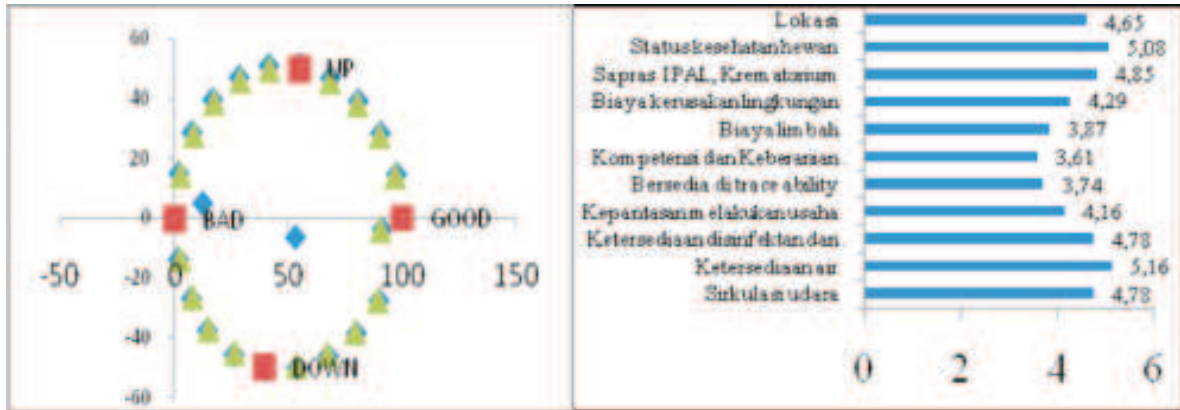 60
40
20
0
-20
-40
-60
-50 0 50 100 150
UP
BAD
GOOD
DOWN
Lokasi 4,65
Status kesehatan hewan 5,08
Sapras IPAL, Krematorium 4,85
Biaya kerusakan lingkungan 4,29
Biaya limbah 3,87
Kompetensi dan Keberanian 3,61
Bersedia di trace ability 3,74
Kepantasan melakukan usaha 4,16
Ketersediaan disinfektan dan 4,78
Ketersediaan air 5,16
Sirkulasi udara 4,78
0 2 4 6